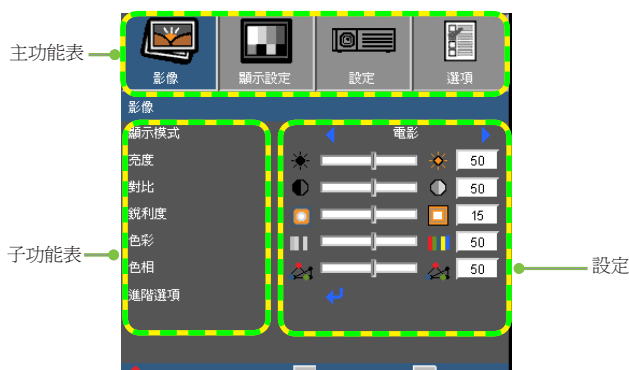 主功能表
影像 顯示設定 設定 選項
影像
顯示模式 電影
亮度 50
對比 50
銳利度 15
色彩 50
子功能表
設定
色相 50
進階選項